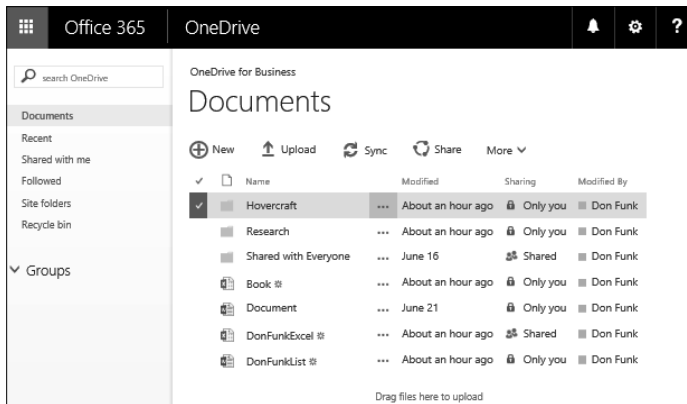 Office 365 OneDrive ?
search OneDrive
Documents
Recent
Shared with me
Followed
Site folders
Recycle bin
Groups
OneDrive for Business
Documents
New Upload Sync Share More
Name Modified Sharing Modified By
Hovercraft ... About an hour ago Only you Don Funk
Research ... About an hour ago Only you Don Funk
Shared with Everyone ... June 16 Shared Don Funk
Book ... About an hour ago Only you Don Funk
Document ... June 21 Only you Don Funk
DonFunkExcel ... About an hour ago Shared Don Funk
DonFunkList ... About an hour ago Only you Don Funk
Drag files here to upload